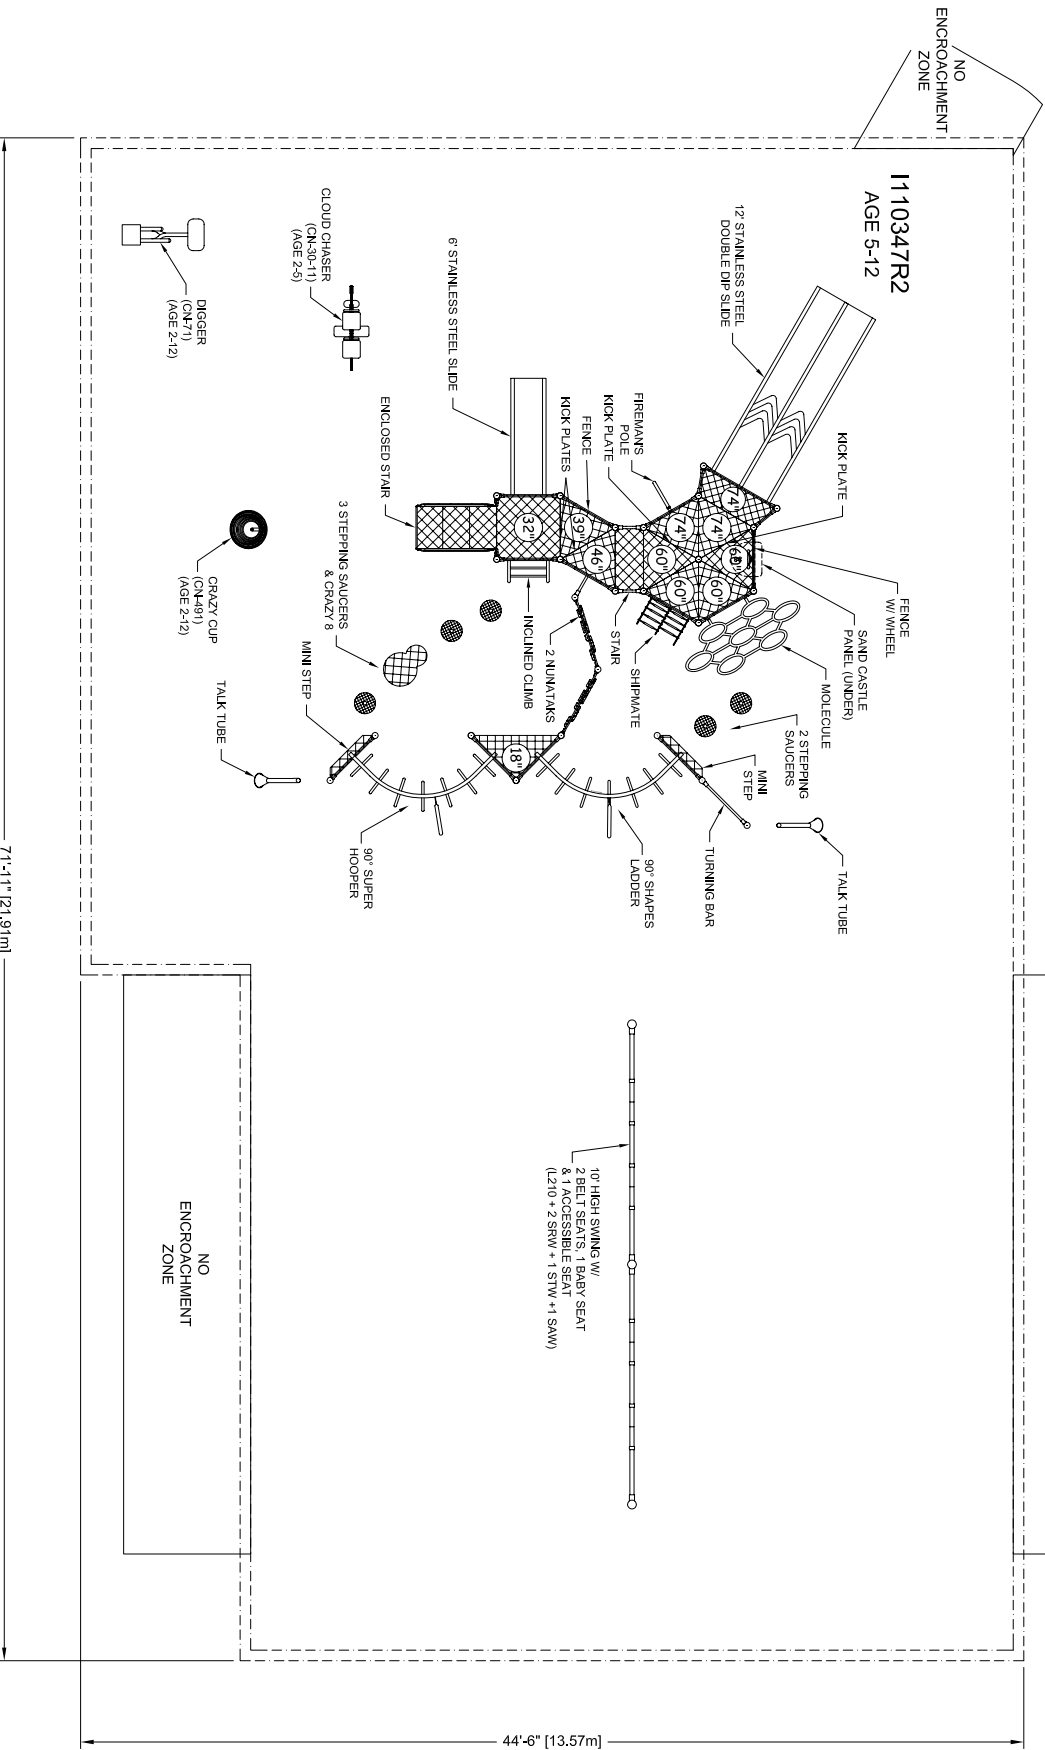 NO
ENCROACHMENT
ZONE
I110347R2
AGE 5-12
12' STAINLESS STEEL
DOUBLE DIP SLIDE
KICK PLATE
FENCE
W/ WHEEL
SAND CASTLE
PANEL (UNDER)
MOLECULE
2 STEPPING
SAUCERS
MINI
STEP
TALK TUBE
TURNING BAR
FIREMAN'S
POLE
KICK PLATE
FENCE
KICK PLATES
74"
74"
74"
60"
60"
60"
60"
46"
39"
32"
SHIPMATE
STAIR
2 NUNATAKS
INCLINED CLIMB
18"
90° SHAPES
LADDER
6' STAINLESS STEEL SLIDE
ENCLOSED STAIR
3 STEPPING SAUCERS
& CRAZY 8
MINI STEP
90° SUPER
HOOPER
TALK TUBE
CLOUD CHASER
(CN-30-11)
(AGE 2-5)
CRAZY CUP
(CN-491)
(AGE 2-12)
DIGGER
(CN-71)
(AGE 2-12)
10' HIGH SWING W/
2 BELT SEATS, 1 BABY SEAT
& 1 ACCESSIBLE SEAT
(L210 + 2 SRW + 1 STW +1 SAW)
NO
ENCROACHMENT
ZONE
71'-11" [21.91m]
44'-6" [13.57m]